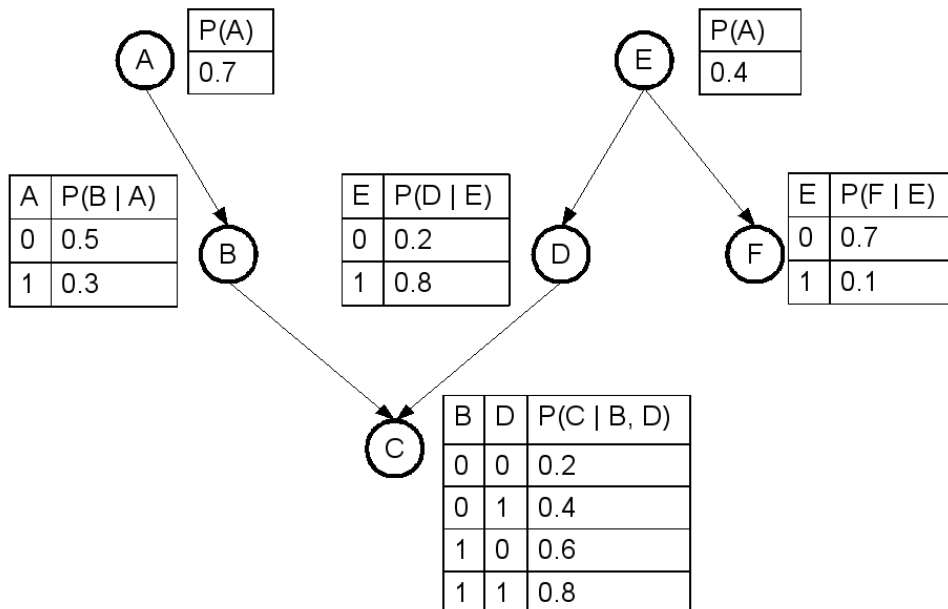 A
P(A)
0.7
E
P(A)
0.4
A P(B | A)
0 0.5
1 0.3
B
E P(D | E)
0 0.2
1 0.8
D
F
E P(F | E)
0 0.7
1 0.1
C
B D P(C | B, D)
0 0 0.2
0 1 0.4
1 0 0.6
1 1 0.8